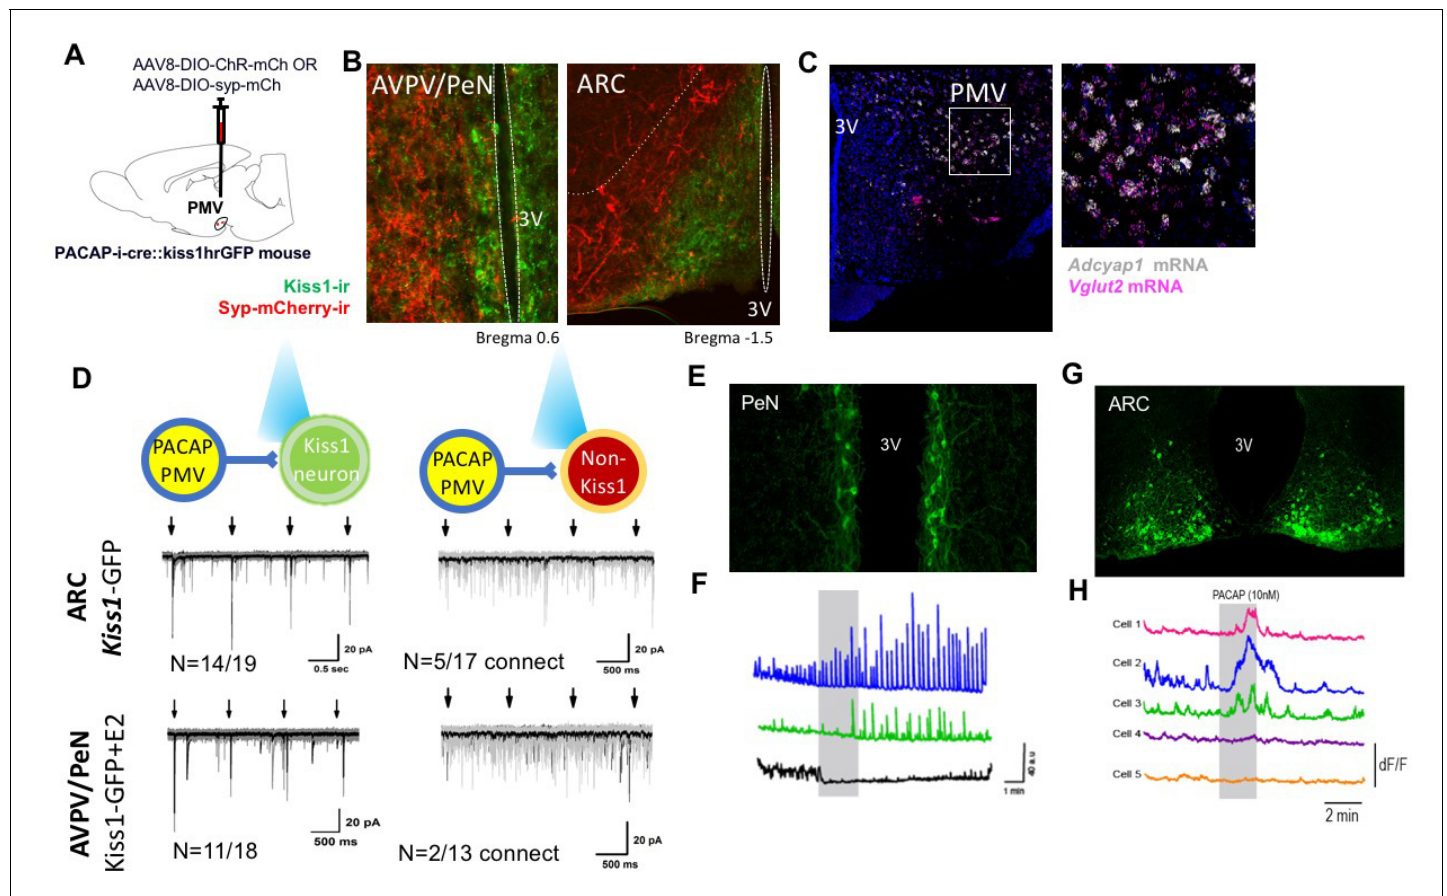 A
AAV8-DIO-ChR-mCh OR
AAV8-DIO-syp-mCh
PMV
PACAP-i-cre::kiss1hrGFP mouse
Kiss1-ir
Syp-mCherry-ir
B
AVPV/PeN
3V
Bregma 0.6
ARC
3V
Bregma -1.5
C
3V
PMV
Adcyap1 mRNA
Vglut2 mRNA
D
PACAP
PMV
Kiss1
neuron
PACAP
PMV
Non-
Kiss1
ARC
Kiss1-GFP
N=14/19
20 pA
0.5 sec
N=5/17 connect
20 pA
500 ms
AVPV/PeN
Kiss1-GFP+E2
N=11/18
20 pA
500 ms
N=2/13 connect
20 pA
500 ms
E
PeN
3V
F
40 a.u
1 min
G
ARC
3V
H
PACAP (10nM)
Cell 1
Cell 2
Cell 3
Cell 4
Cell 5
dF/F
2 min